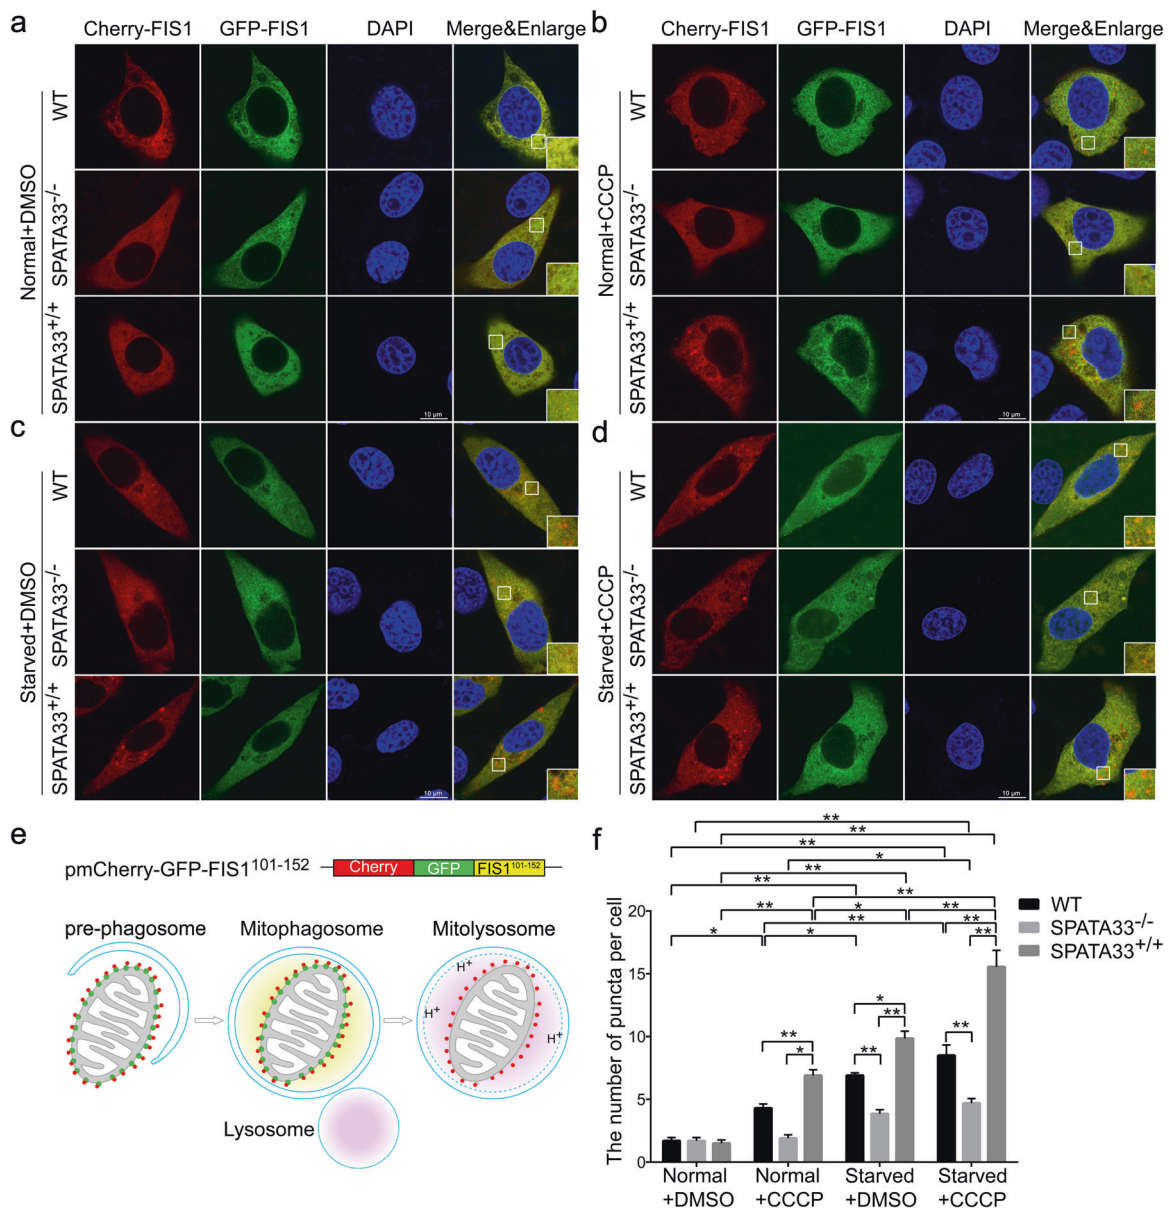 a
Cherry-FIS1 GFP-FIS1 DAPI Merge&Enlarge
Normal+DMSO
WT
SPATA33-/-
SPATA33+/+
10 µm
b
Cherry-FIS1 GFP-FIS1 DAPI Merge&Enlarge
Normal+CCCP
WT
SPATA33-/-
SPATA33+/+
10 µm
c
Starved+DMSO
WT
SPATA33-/-
SPATA33+/+
10 µm
d
Starved+CCCP
WT
SPATA33-/-
SPATA33+/+
10 µm
e
pmCherry-GFP-FIS1101-152
Cherry GFP FIS1101-152
pre-phagosome Mitophagosome Mitolysosome
H+
H+
H+
Lysosome
f
**
**
**
*
**
**
** * **
* ** **
* *
**
*
**
**
*
**
**
WT
SPATA33-/-
SPATA33+/+
The number of puncta per cell
20
15
10
5
0
Normal Normal Starved Starved
+DMSO +CCCP +DMSO +CCCP